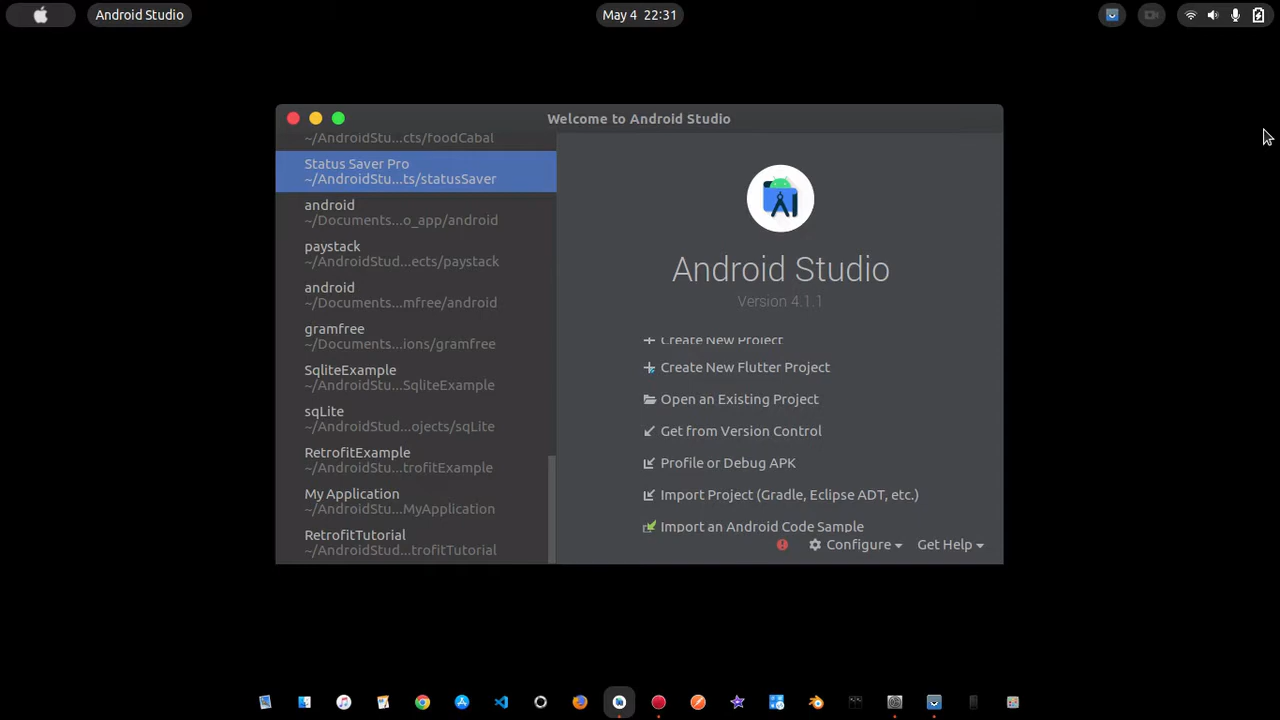 Android Studio
May 4 22:31
Welcome to Android Studio
~/AndroidStu...cts/foodCabal
Status Saver Pro
~/AndroidStu...ts/statusSaver
android
~/Documents...o_app/android
paystack
~/AndroidStud...ects/paystack
android
~/Documents...mfree/android
gramfree
~/Documents...ions/gramfree
SqliteExample
~/AndroidStu...SqliteExample
sqLite
~/AndroidStud...ojects/sqLite
RetrofitExample
~/AndroidStu...trofitExample
My Application
~/AndroidStu...MyApplication
RetrofitTutorial
~/AndroidStud...trofitTutorial
Android Studio
Version 4.1.1
Create New Project
Create New Flutter Project
Open an Existing Project
Get from Version Control
Profile or Debug APK
Import Project (Gradle, Eclipse ADT, etc.)
Import an Android Code Sample
Configure
Get Help